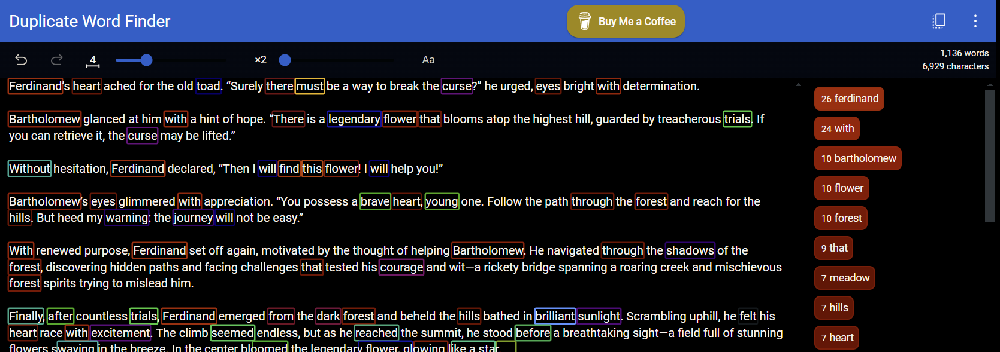 Duplicate Word Finder
Buy Me a Coffee
4
×2
Aa
1,136 words
6,929 characters
Ferdinand’s heart ached for the old toad. “Surely there must be a way to break the curse?” he urged, eyes bright with determination.
Bartholomew glanced at him with a hint of hope. “There is a legendary flower that blooms atop the highest hill, guarded by treacherous trials. If
you can retrieve it, the curse may be lifted.”
Without hesitation, Ferdinand declared, “Then I will find this flower! I will help you!”
Bartholomew’s eyes glimmered with appreciation. “You possess a brave heart, young one. Follow the path through the forest and reach for the
hills. But heed my warning: the journey will not be easy.”
With renewed purpose, Ferdinand set off again, motivated by the thought of helping Bartholomew. He navigated through the shadows of the
forest, discovering hidden paths and facing challenges that tested his courage and wit—a rickety bridge spanning a roaring creek and mischievous
forest spirits trying to mislead him.
Finally, after countless trials, Ferdinand emerged from the dark forest and beheld the hills bathed in brilliant sunlight. Scrambling uphill, he felt his
heart race with excitement. The climb seemed endless, but as he reached the summit, he stood before a breathtaking sight—a field full of stunning
flowers swaying in the breeze. In the center bloomed the legendary flower, glowing like a star.
26 ferdinand
24 with
10 bartholomew
10 flower
10 forest
9 that
7 meadow
7 hills
7 heart